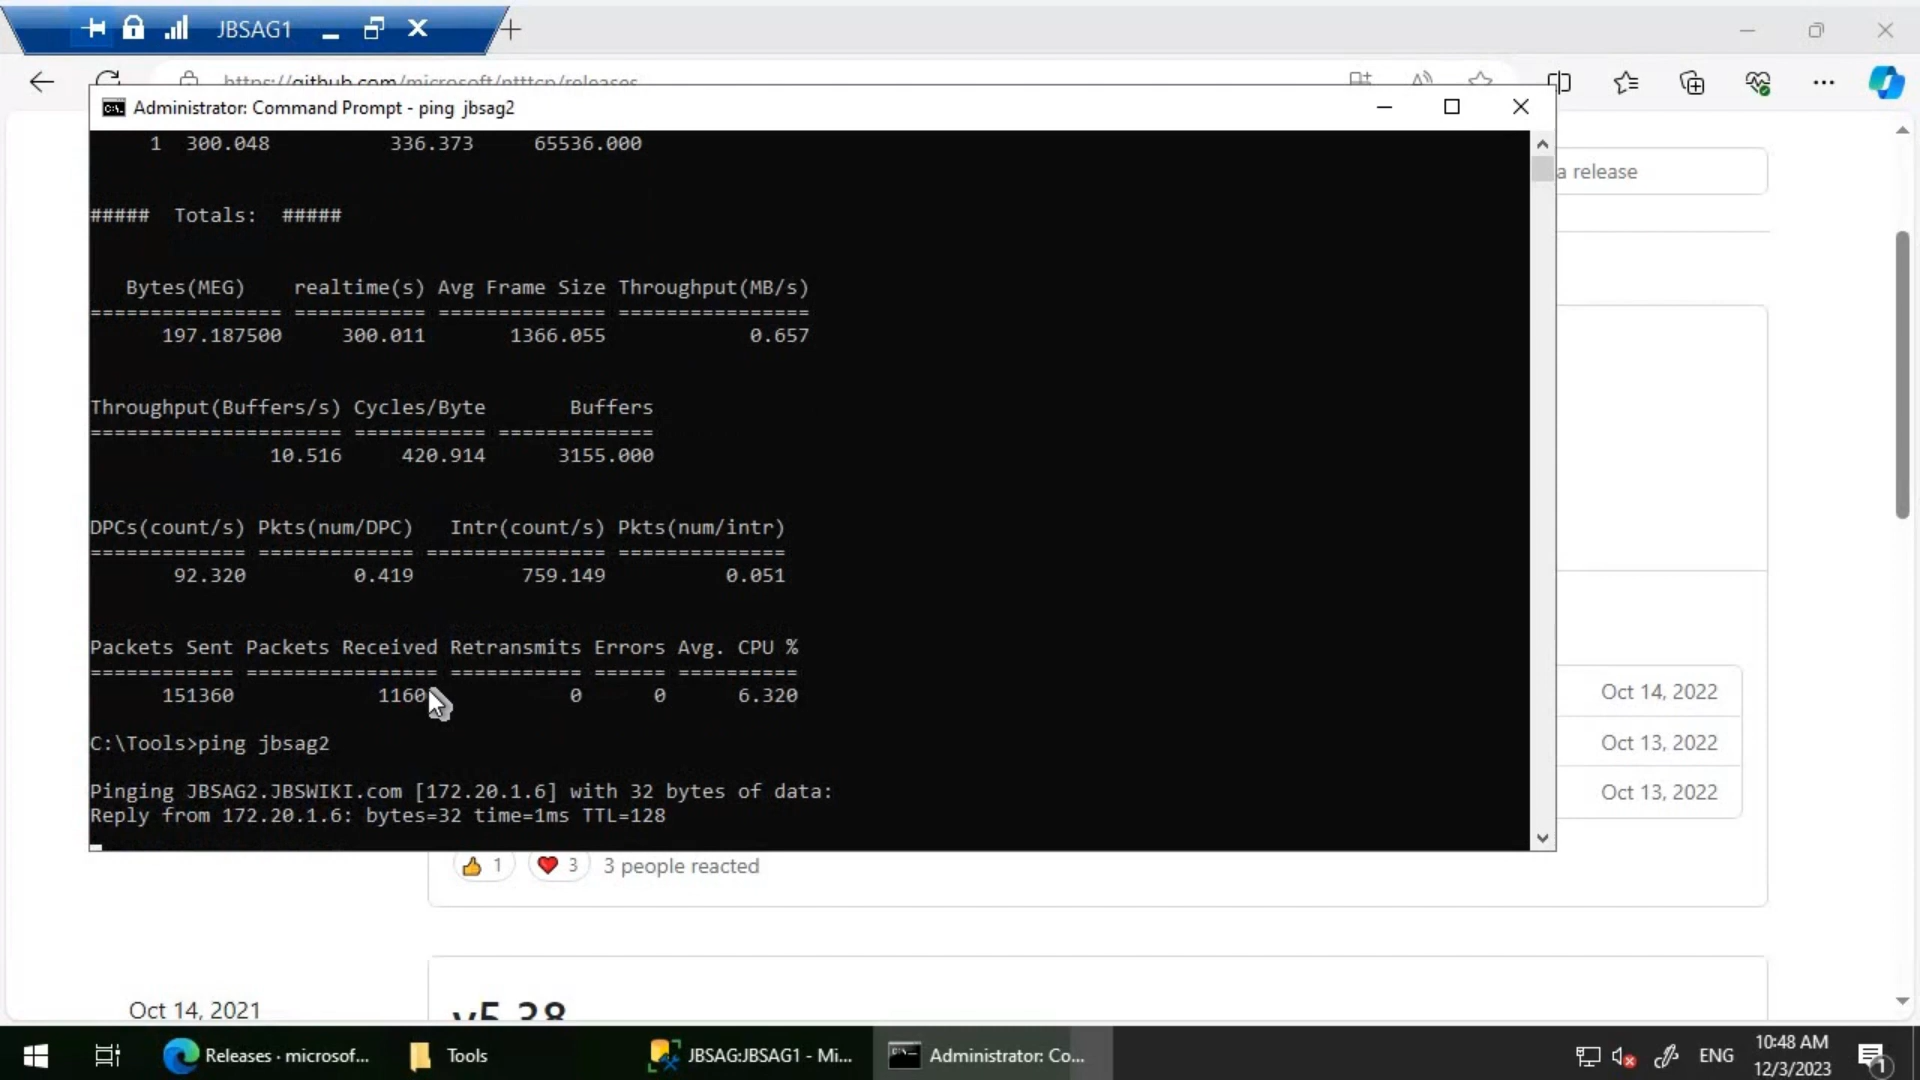 JBSAG1
https://github.com/microsoft/ntttcp/releases
Administrator: Command Prompt - ping  jbsag2
1  300.048          336.373     65536.000
a release
#####  Totals:  #####
Bytes(MEG)    realtime(s) Avg Frame Size Throughput(MB/s)
================ =========== ============== ================
197.187500     300.011       1366.055            0.657
Throughput(Buffers/s) Cycles/Byte       Buffers
===================== =========== =============
10.516     420.914      3155.000
DPCs(count/s) Pkts(num/DPC)   Intr(count/s) Pkts(num/intr)
============= ============= =============== ==============
92.320         0.419         759.149          0.051
Packets Sent Packets Received Retransmits Errors Avg. CPU %
============ ================ =========== ====== ==========
151360            1160            0      0      6.320
C:\Tools>ping jbsag2
Pinging JBSAG2.JBSWIKI.com [172.20.1.6] with 32 bytes of data:
Reply from 172.20.1.6: bytes=32 time=1ms TTL=128
Oct 14, 2022
Oct 13, 2022
Oct 13, 2022
1
3
3 people reacted
Oct 14, 2021
v5.38
Releases · microsof...
Tools
JBSAG:JBSAG1 - Mi...
Administrator: Co...
ENG
10:48 AM
12/3/2023
1